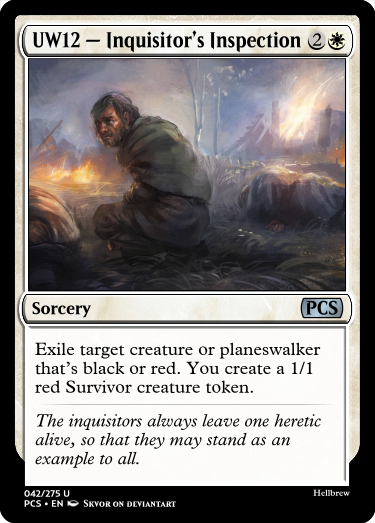 UW12 — Inquisitor's Inspection 2
Sorcery PCS
Exile target creature or planeswalker
that's black or red. You create a 1/1
red Survivor creature token.
The inquisitors always leave one heretic
alive, so that they may stand as an
example to all.
042/275 U Hellbrew
PCS • EN Skvor on deviantart